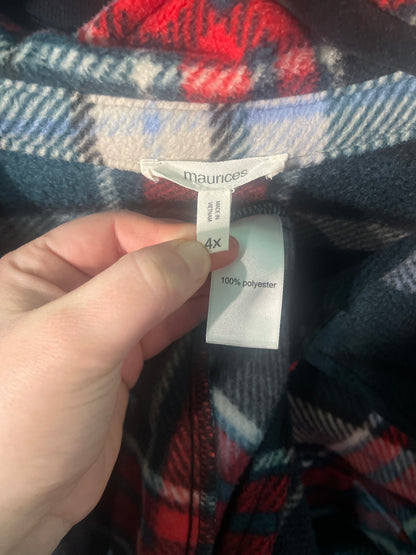 maurices
MADE IN
VIETNAM
4X
100% polyester